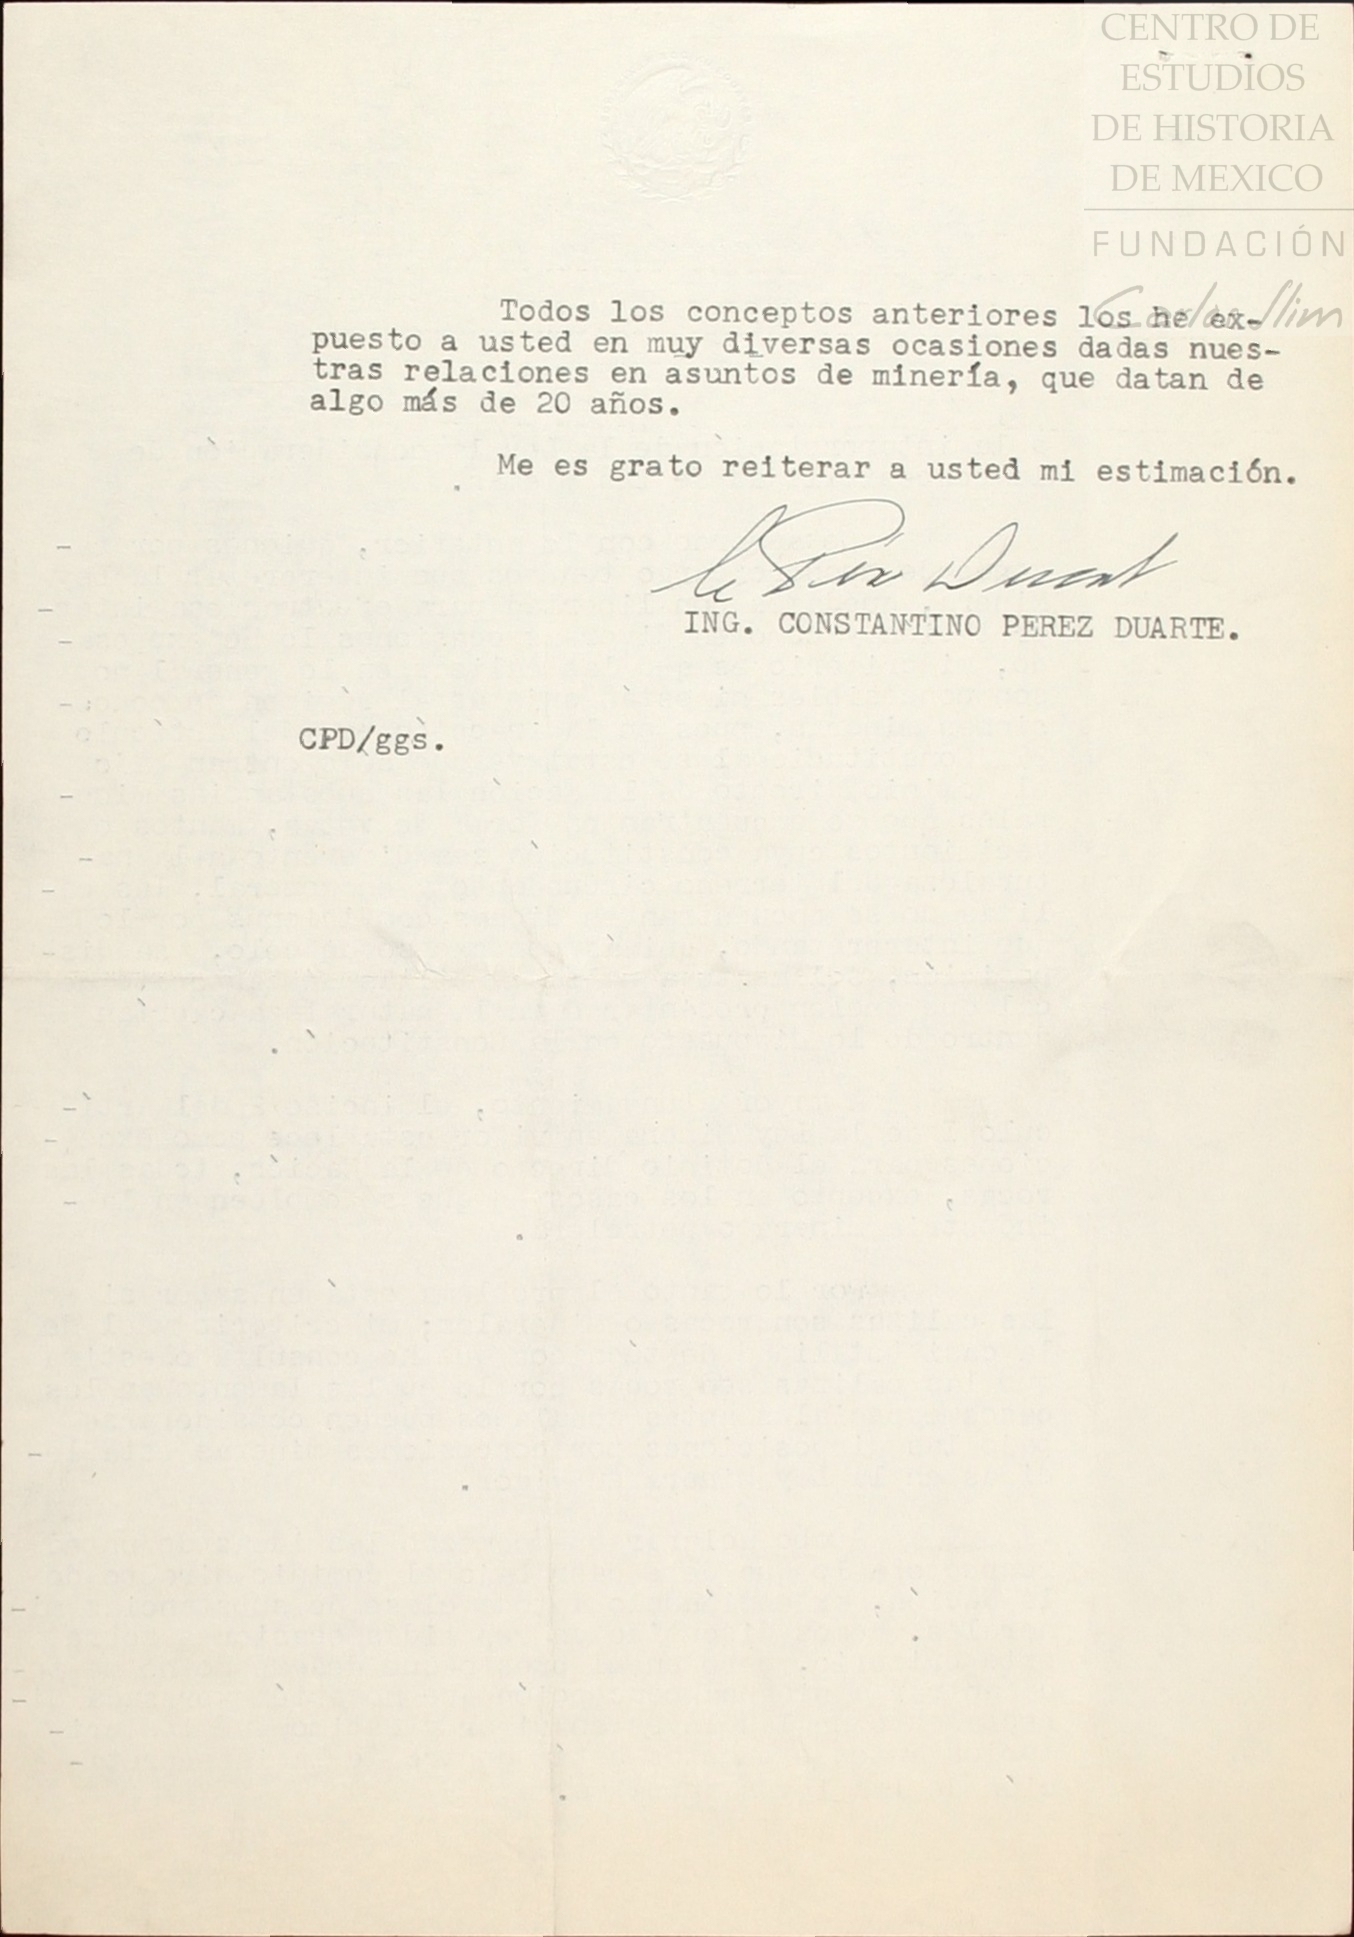 CENTRO DE
ESTUDIOS
DE HISTORIA
DE MEXICO
FUNDACIÓN
Carlos Slim
Todos los conceptos anteriores los he ex-
puesto a usted en muy diversas ocasiones dadas nues-
tras relaciones en asuntos de minería, que datan de
algo más de 20 años.
Me es grato reiterar a usted mi estimación.
ING. CONSTANTINO PEREZ DUARTE.
CPD/ggs.